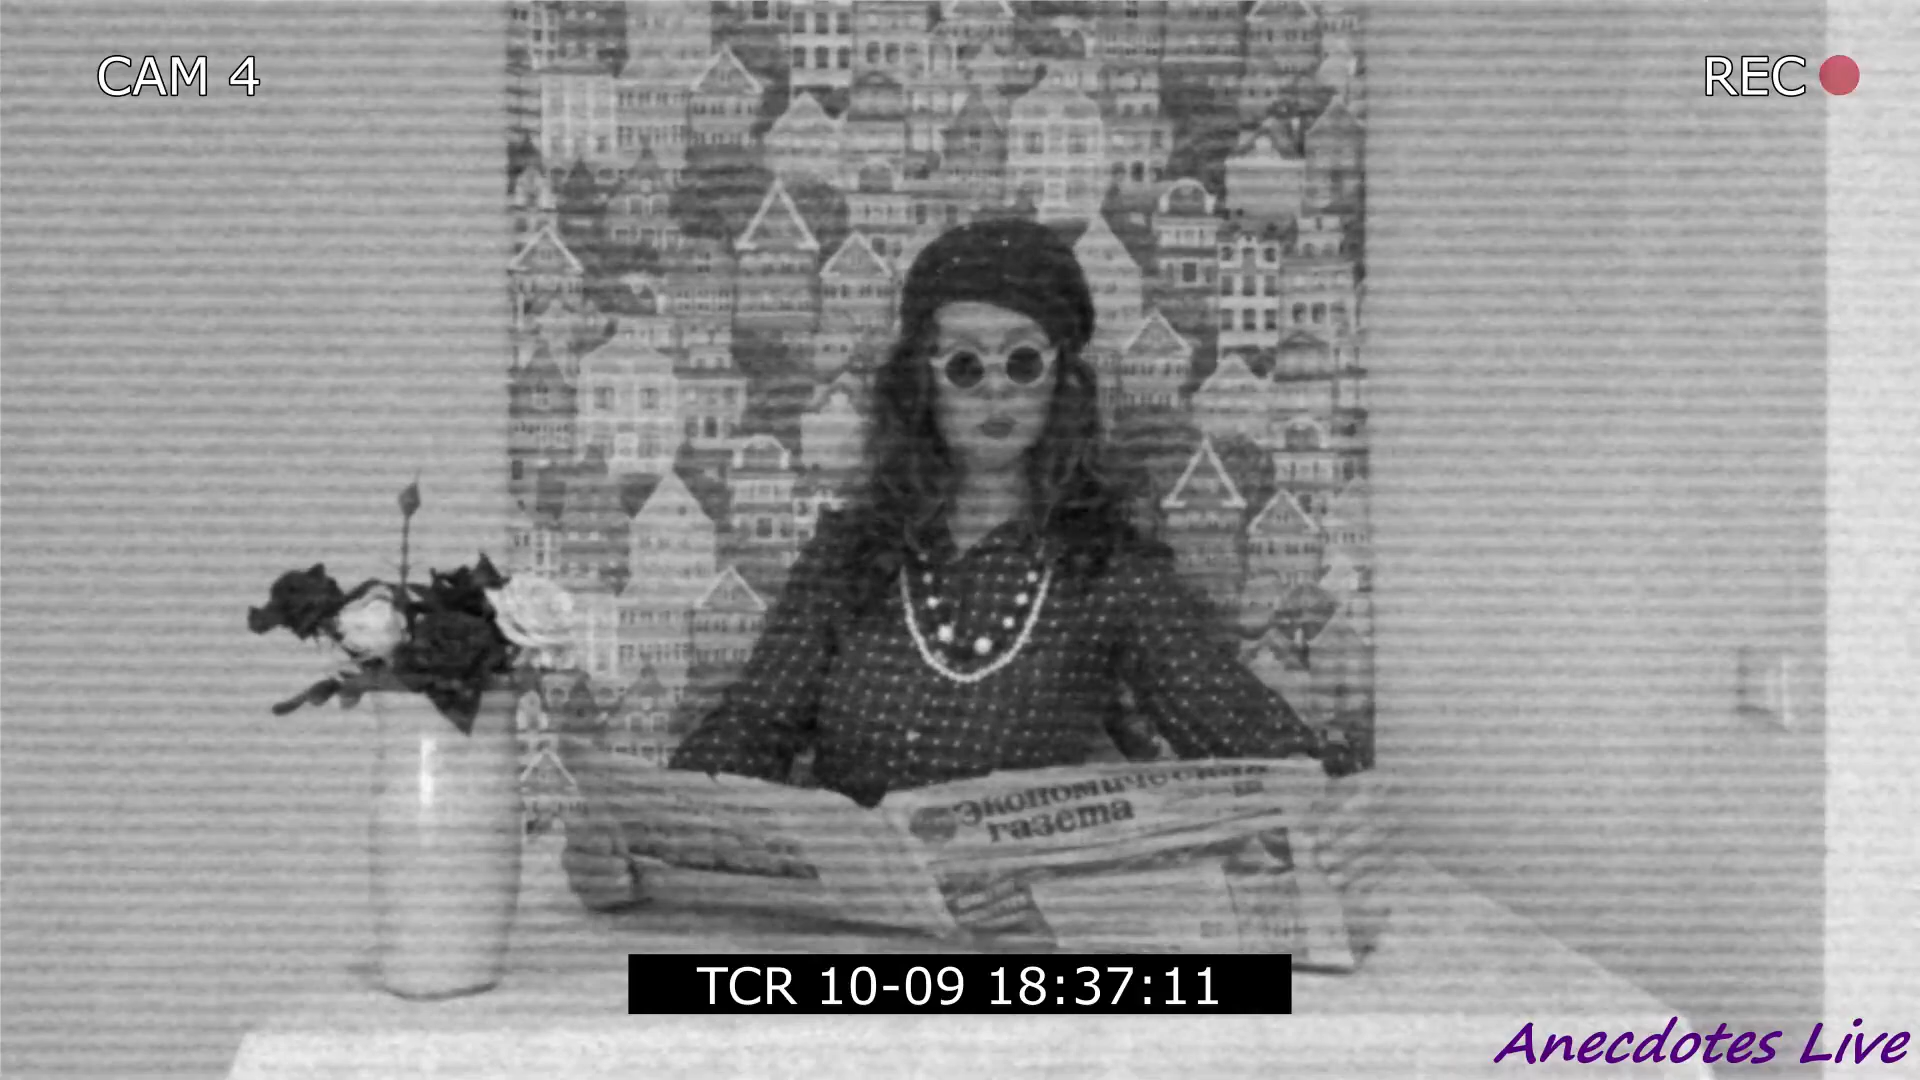 CAM 4
REC
Экономическая
газета
TCR 10-09 18:37:11
Anecdotes Live